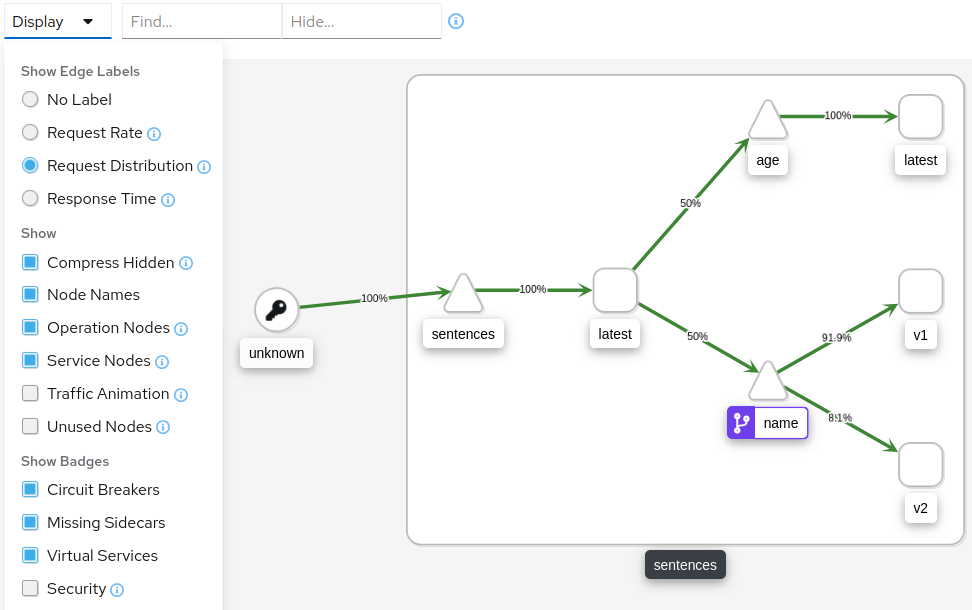 Display
Find...
Hide...
Show Edge Labels
No Label
Request Rate
Request Distribution
Response Time
Show
Compress Hidden
Node Names
Operation Nodes
Service Nodes
Traffic Animation
Unused Nodes
Show Badges
Circuit Breakers
Missing Sidecars
Virtual Services
Security
100%
age
latest
50%
100%
unknown
100%
sentences
latest
50%
91.9%
v1
name
8.1%
v2
sentences